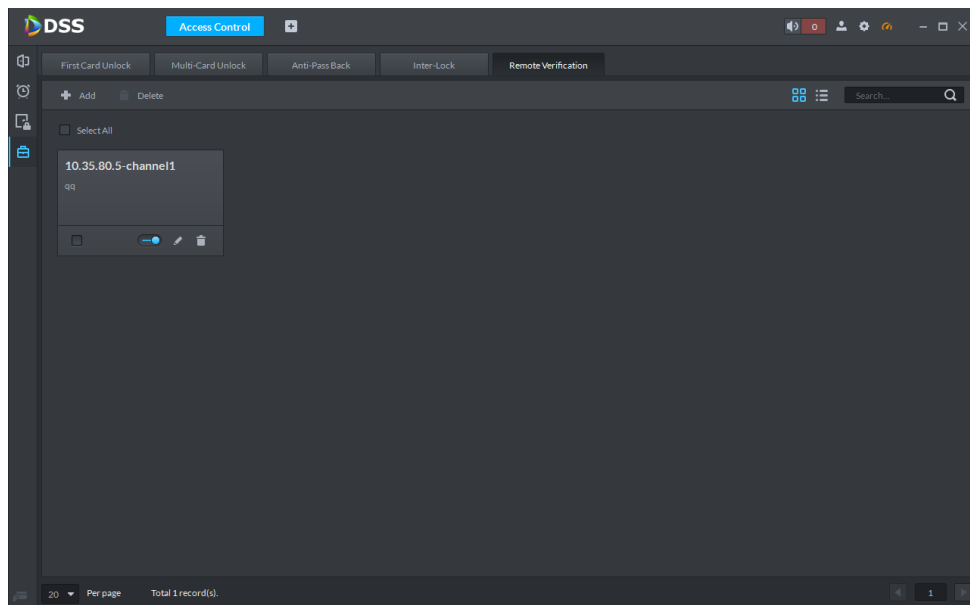 DSS Access Control 0
First Card Unlock Multi-Card Unlock Anti-Pass Back Inter-Lock Remote Verification
Add Delete Search...
Select All
10.35.80.5-channel1
qq
20 Per page Total 1 record(s). 1